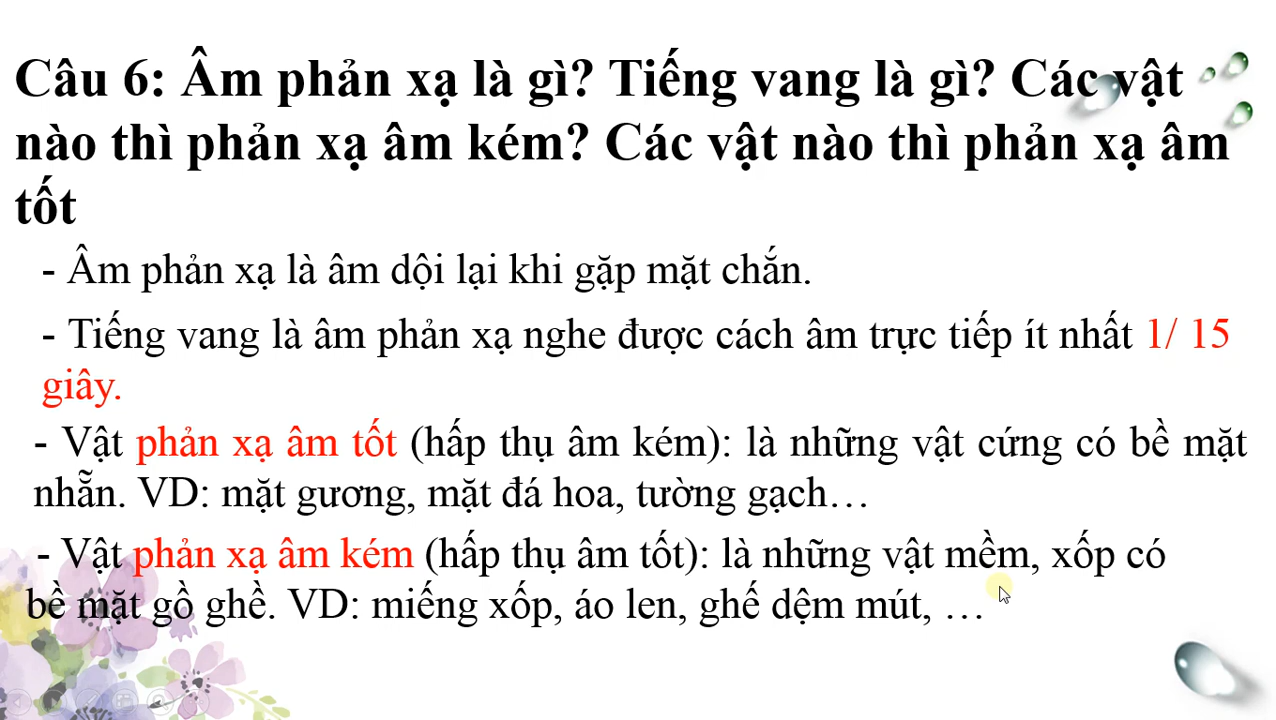 Câu 6: Âm phản xạ là gì? Tiếng vang là gì? Các vật
nào thì phản xạ âm kém? Các vật nào thì phản xạ âm
tốt
- Âm phản xạ là âm dội lại khi gặp mặt chắn.
- Tiếng vang là âm phản xạ nghe được cách âm trực tiếp ít nhất 1/ 15
giây.
- Vật phản xạ âm tốt (hấp thụ âm kém): là những vật cứng có bề mặt
nhẵn. VD: mặt gương, mặt đá hoa, tường gạch…
- Vật phản xạ âm kém (hấp thụ âm tốt): là những vật mềm, xốp có
bề mặt gồ ghề. VD: miếng xốp, áo len, ghế dệm mút, …